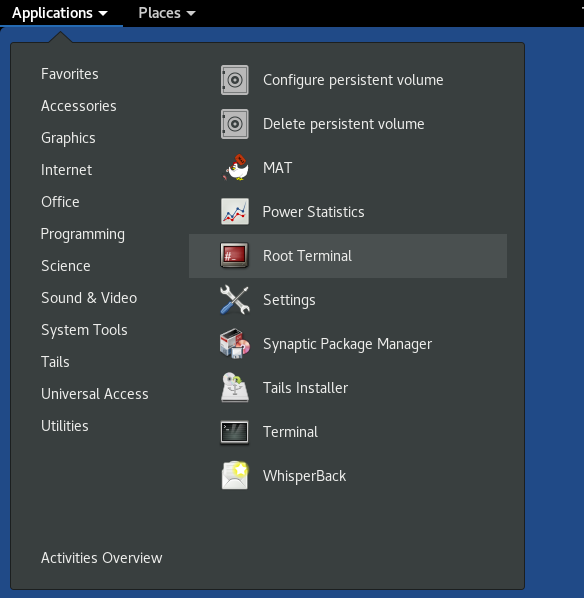 Applications Places
Favorites
Accessories
Graphics
Internet
Office
Programming
Science
Sound & Video
System Tools
Tails
Universal Access
Utilities
Activities Overview
Configure persistent volume
Delete persistent volume
MAT
Power Statistics
#_
Root Terminal
Settings
Synaptic Package Manager
Tails Installer
Terminal
WhisperBack